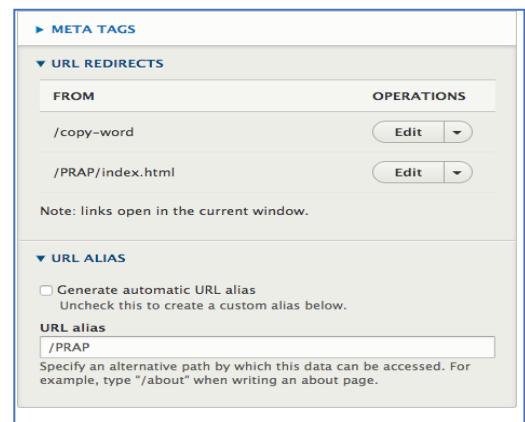 META TAGS
URL REDIRECTS
FROM OPERATIONS
/copy-word Edit
/PRAP/index.html Edit
Note: links open in the current window.
URL ALIAS
Generate automatic URL alias
Uncheck this to create a custom alias below.
URL alias
/PRAP
Specify an alternative path by which this data can be accessed. For
example, type "/about" when writing an about page.